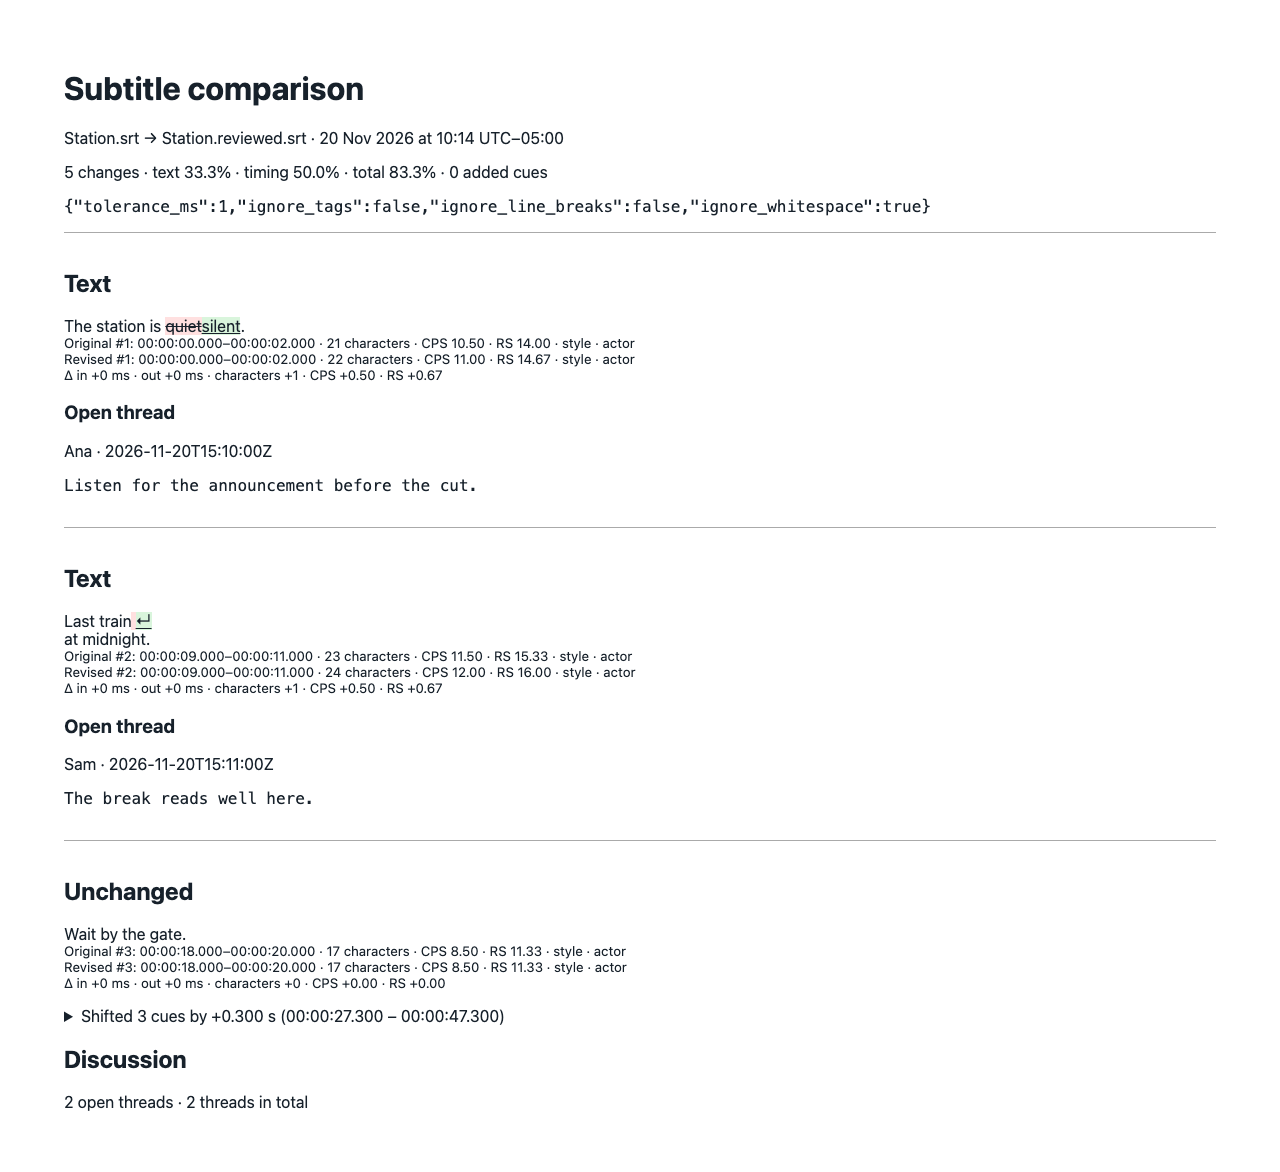 Subtitle comparison
Station.srt → Station.reviewed.srt · 20 Nov 2026 at 10:14 UTC−05:00
5 changes · text 33.3% · timing 50.0% · total 83.3% · 0 added cues
{"tolerance_ms":1,"ignore_tags":false,"ignore_line_breaks":false,"ignore_whitespace":true}
Text
The station is quietsilent.
Original #1: 00:00:00.000–00:00:02.000 · 21 characters · CPS 10.50 · RS 14.00 · style · actor
Revised #1: 00:00:00.000–00:00:02.000 · 22 characters · CPS 11.00 · RS 14.67 · style · actor
Δ in +0 ms · out +0 ms · characters +1 · CPS +0.50 · RS +0.67
Open thread
Ana · 2026-11-20T15:10:00Z
Listen for the announcement before the cut.
Text
Last train ↵
at midnight.
Original #2: 00:00:09.000–00:00:11.000 · 23 characters · CPS 11.50 · RS 15.33 · style · actor
Revised #2: 00:00:09.000–00:00:11.000 · 24 characters · CPS 12.00 · RS 16.00 · style · actor
Δ in +0 ms · out +0 ms · characters +1 · CPS +0.50 · RS +0.67
Open thread
Sam · 2026-11-20T15:11:00Z
The break reads well here.
Unchanged
Wait by the gate.
Original #3: 00:00:18.000–00:00:20.000 · 17 characters · CPS 8.50 · RS 11.33 · style · actor
Revised #3: 00:00:18.000–00:00:20.000 · 17 characters · CPS 8.50 · RS 11.33 · style · actor
Δ in +0 ms · out +0 ms · characters +0 · CPS +0.00 · RS +0.00
▶ Shifted 3 cues by +0.300 s (00:00:27.300 – 00:00:47.300)
Discussion
2 open threads · 2 threads in total